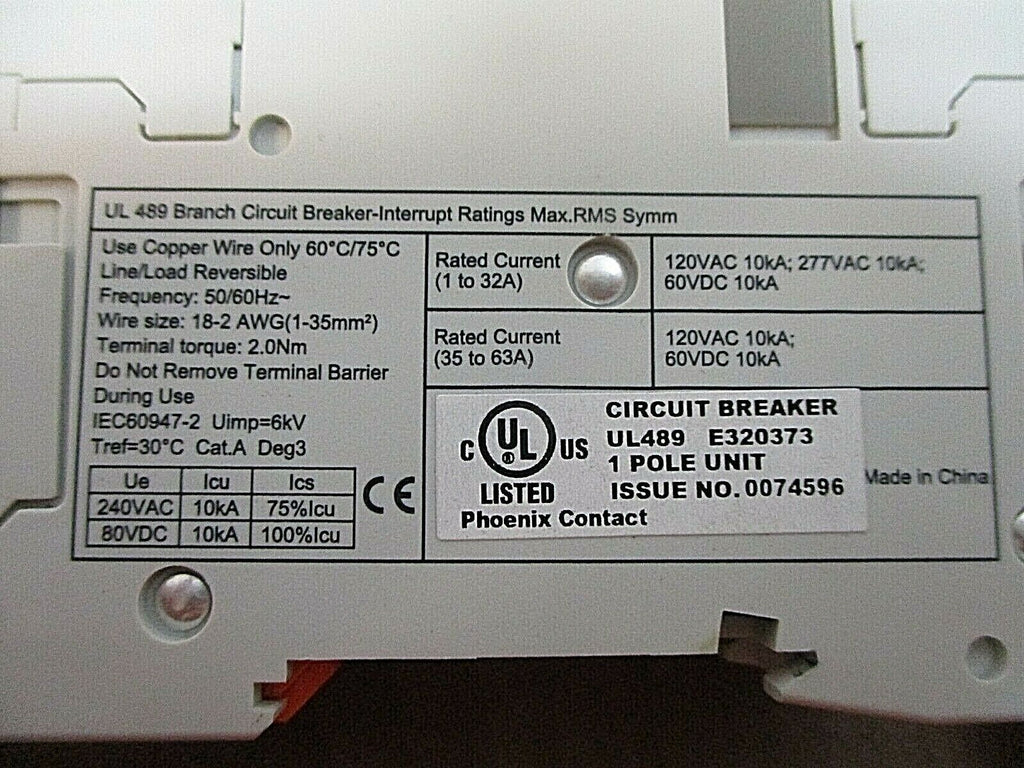 UL 489 Branch Circuit Breaker-Interrupt Ratings Max.RMS Symm
Use Copper Wire Only 60°C/75°C
Line/Load Reversible
Frequency: 50/60Hz~
Wire size: 18-2 AWG(1-35mm²)
Terminal torque: 2.0Nm
Do Not Remove Terminal Barrier
During Use
IEC60947-2 Uimp=6kV
Tref=30°C Cat.A Deg3
Ue Icu Ics
240VAC 10kA 75%Icu
80VDC 10kA 100%Icu
CE
Rated Current
(1 to 32A)
120VAC 10kA; 277VAC 10kA;
60VDC 10kA
Rated Current
(35 to 63A)
120VAC 10kA;
60VDC 10kA
C UL ® US
LISTED
Phoenix Contact
CIRCUIT BREAKER
UL489 E320373
1 POLE UNIT
ISSUE NO. 0074596
Made in China